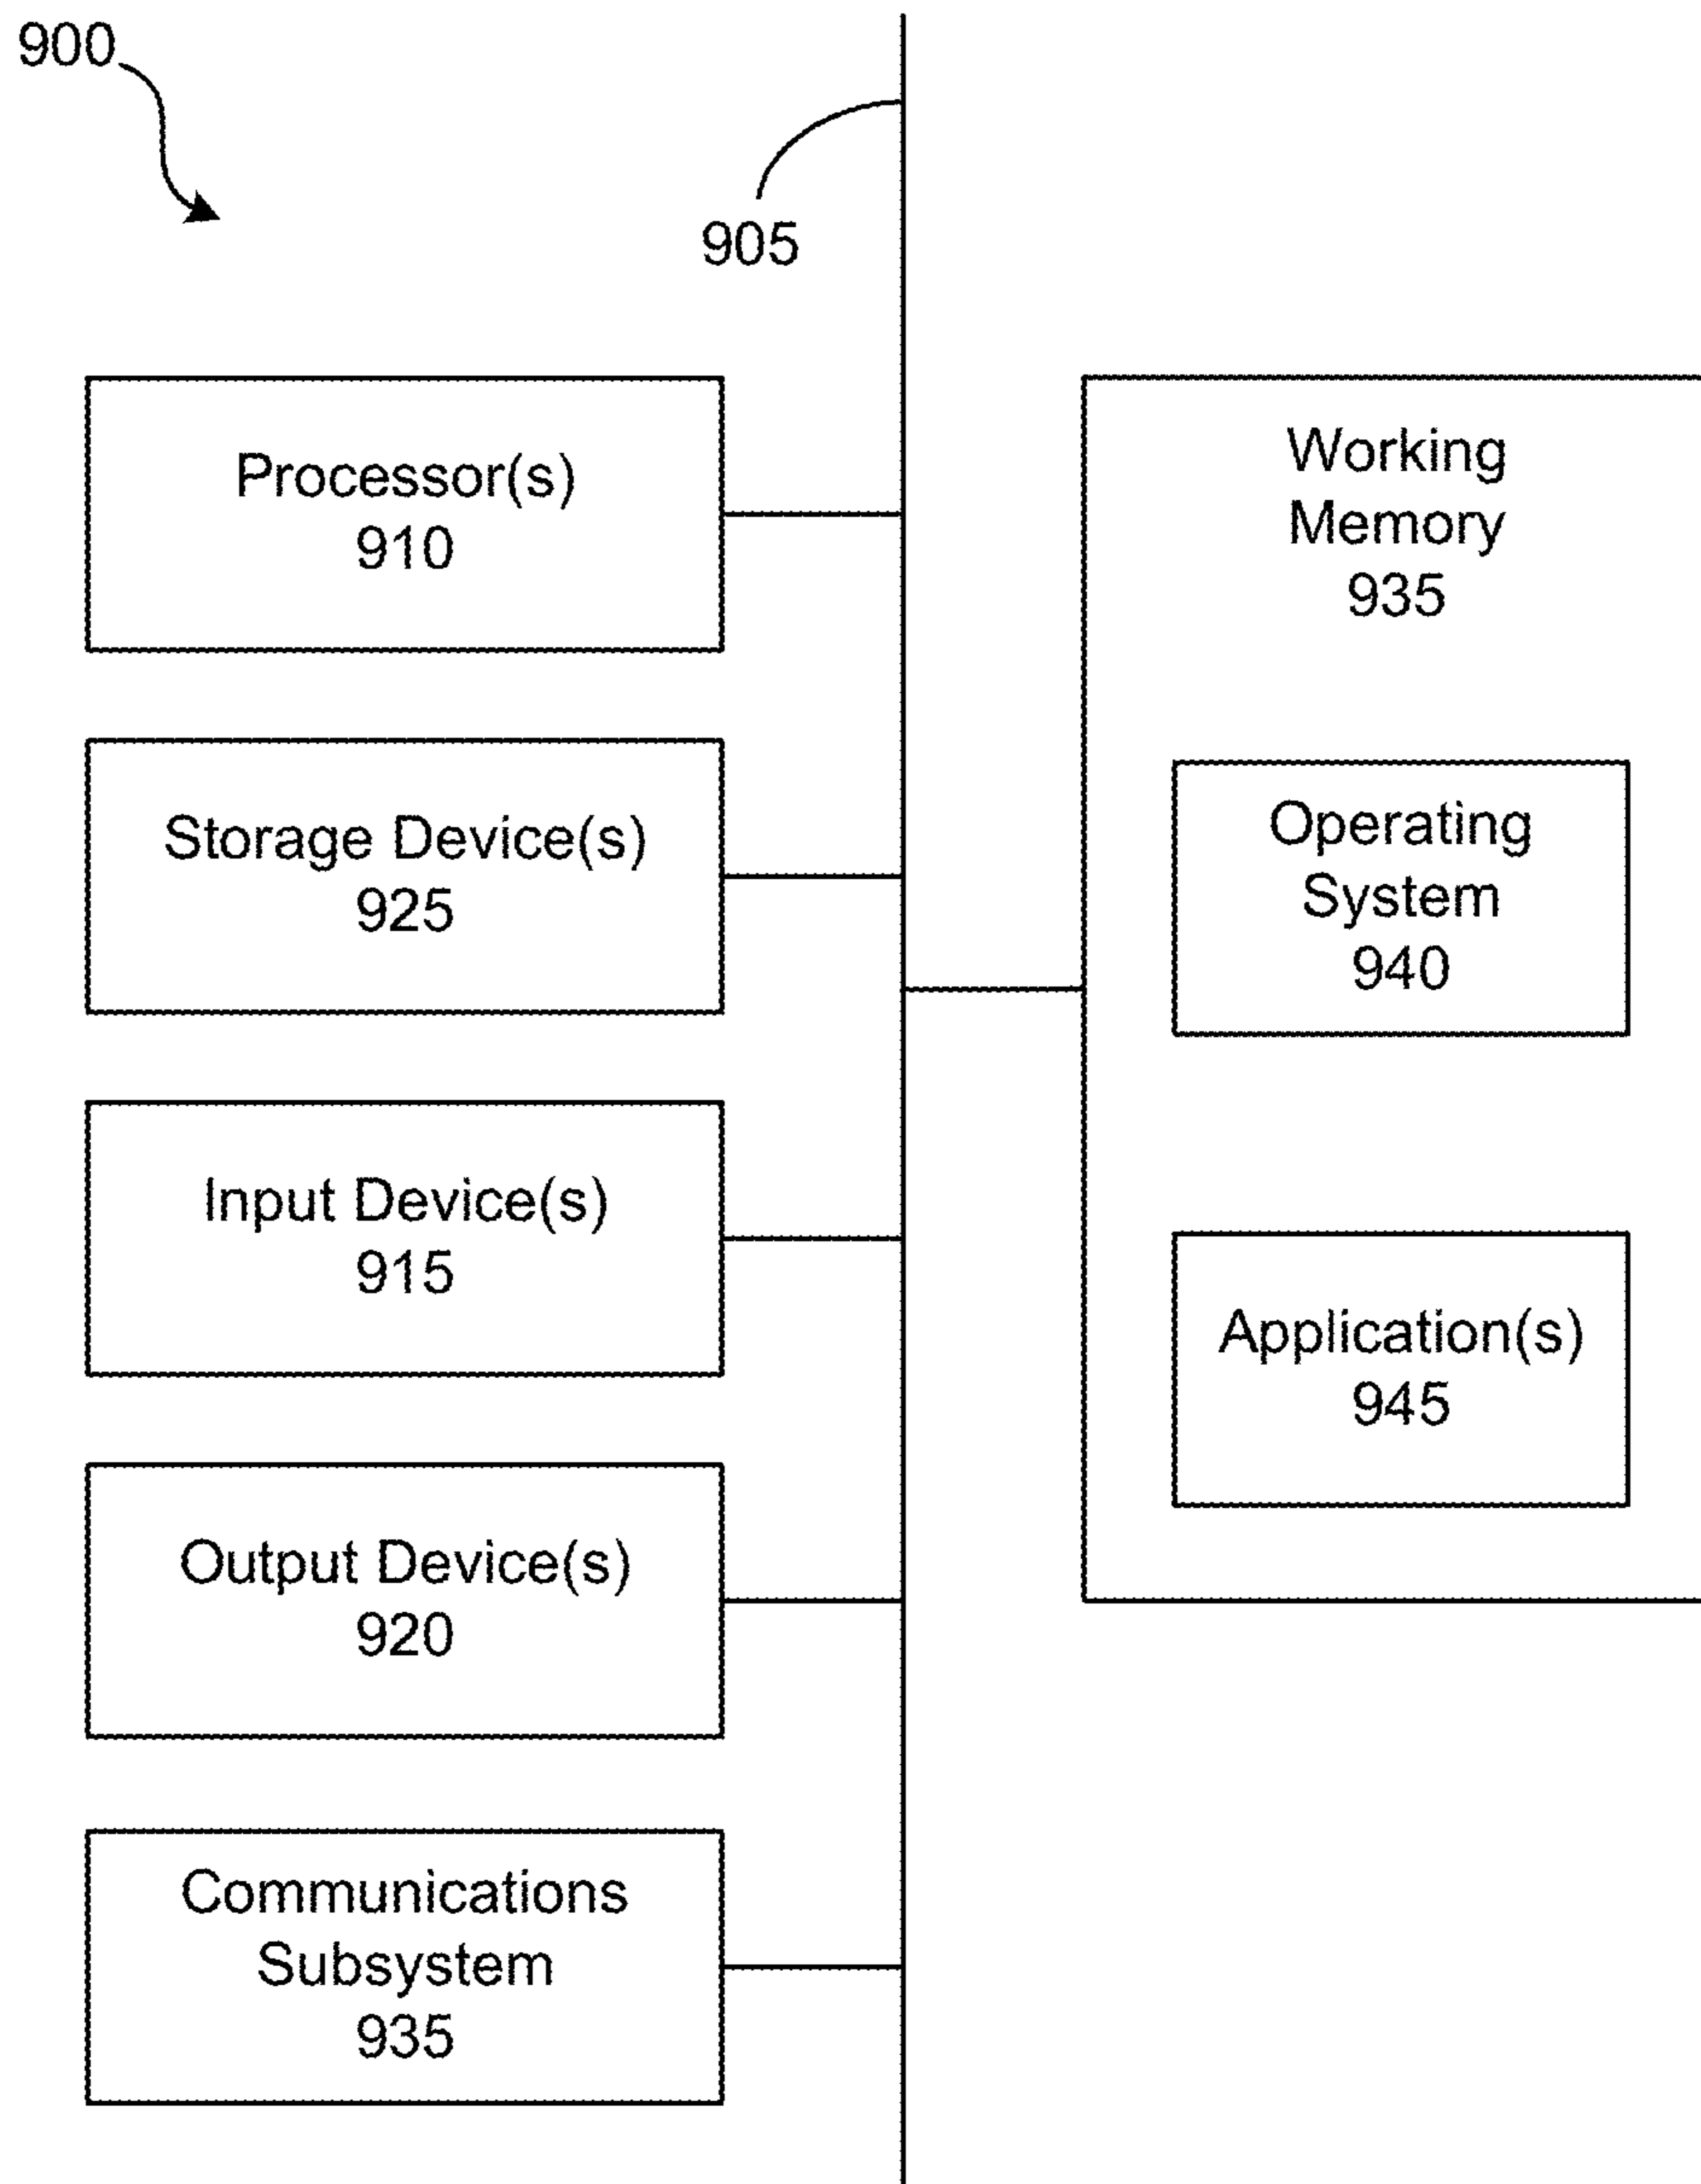 900
905
Processor(s)
910
Storage Device(s)
925
Input Device(s)
915
Output Device(s)
920
Communications
Subsystem
935
Working
Memory
935
Operating
System
940
Application(s)
945